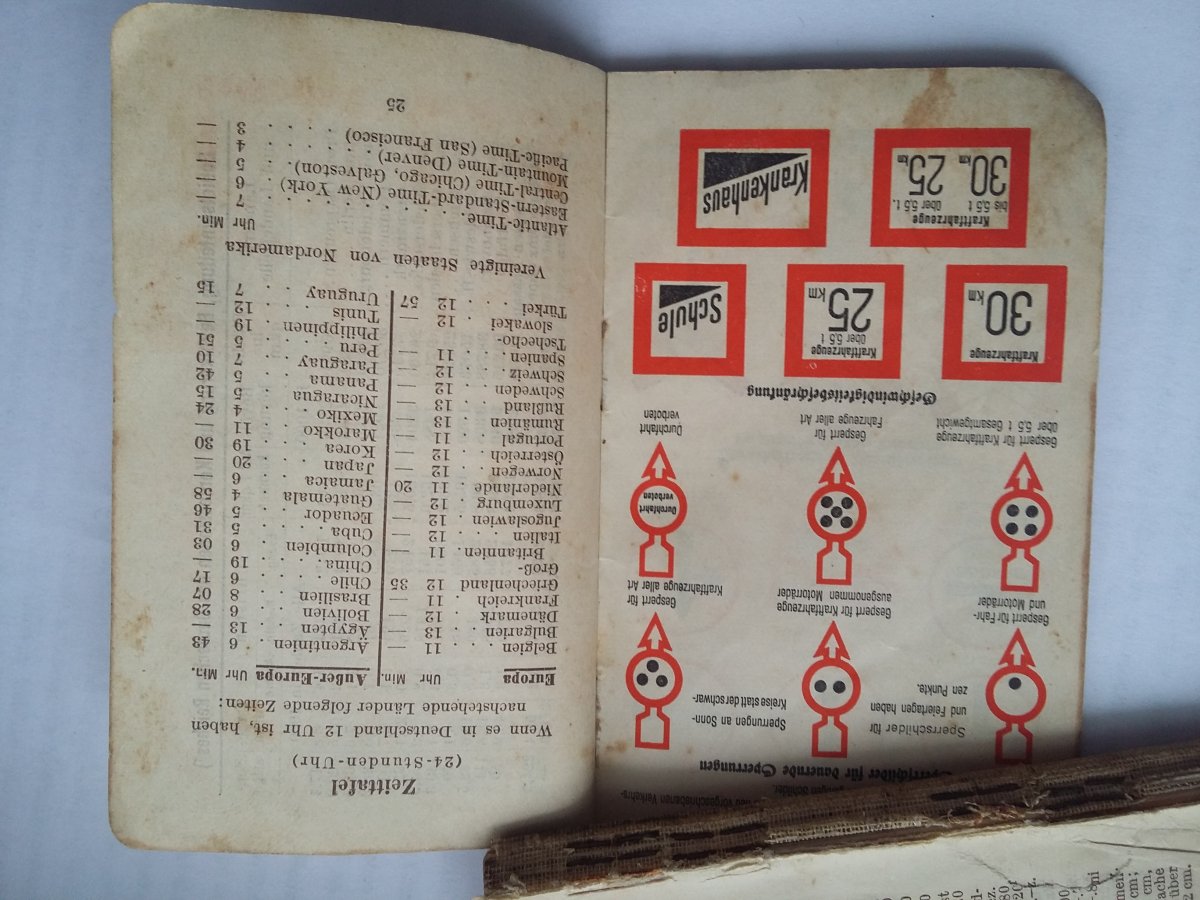 neu vorgeschriebenen Verkehrs-
Schilder.
Sperrschilder für dauernde Sperrungen
Sperrschilder für Sperrungen an Sonn-
und Feiertagen haben Kreise statt der schwar-
zen Punkte.
Gesperrt für Fahr-
und Motorräder
Gesperrt für Kraftfahrzeuge
ausgenommen Motorräder
Gesperrt für
Kraftfahrzeuge aller Art
Durchfahrt
verboten
Gesperrt für Kraftfahrzeuge
über 5,5 t Gesamtgewicht
Gesperrt für
Fahrzeuge aller Art
Durchfahrt
verboten
Geschwindigkeitsbeschränkung
Kraftfahrzeuge
30 km
Kraftfahrzeuge
über 5,5 t
25 km
Schule
Kraftfahrzeuge
bis 5,5 t über 5,5 t.
30 km 25 km
Krankenhaus
Zeittafel
(24-Stunden-Uhr)
Wenn es in Deutschland 12 Uhr ist, haben
nachstehende Länder folgende Zeiten:
Europa Uhr Min. Außer-Europa Uhr Min.
Belgien . . . 11 — Argentinien . 6 43
Bulgarien . . 13 — Ägypten . . . 13 —
Dänemark . . 12 — Bolivien . . . 6 28
Frankreich . 11 — Brasilien . . . 8 07
Griechenland 12 35 Chile . . . . 6 17
Groß- China . . . . 19 —
Britannien . 11 — Columbien . . 6 03
Italien . . . 12 — Cuba . . . . . 5 31
Jugoslawien . 12 — Ecuador . . . 5 46
Luxemburg . 12 — Guatemala . . 4 58
Niederlande . 11 20 Jamaica . . . 6 —
Norwegen . . 12 — Japan . . . . 20 —
Österreich . . 12 — Korea . . . . 19 30
Portugal . . 11 — Marokko . . . 11 —
Rumänien . . 13 — Mexiko . . . 4 24
Rußland . . . 13 — Nicaragua . . 5 15
Schweden . . 12 — Panama . . . 5 42
Schweiz . . . 12 — Paraguay . . 7 10
Spanien . . . 11 — Peru . . . . . 5 51
Tschecho- Philippinen . 19 —
slowakei . 12 — Tunis . . . . 12 —
Türkei . . . 12 57 Uruguay . . . 7 15
Vereinigte Staaten von Nordamerika
Uhr Min.
Atlantic-Time. . . . . . . . . . 7 —
Eastern-Standard-Time (New York) . 6 —
Central-Time (Chicago, Galveston) . 5 —
Mountain-Time (Denver) . . . . . . 4 —
Pacific-Time (San Francisco) . . . . 3 —
25